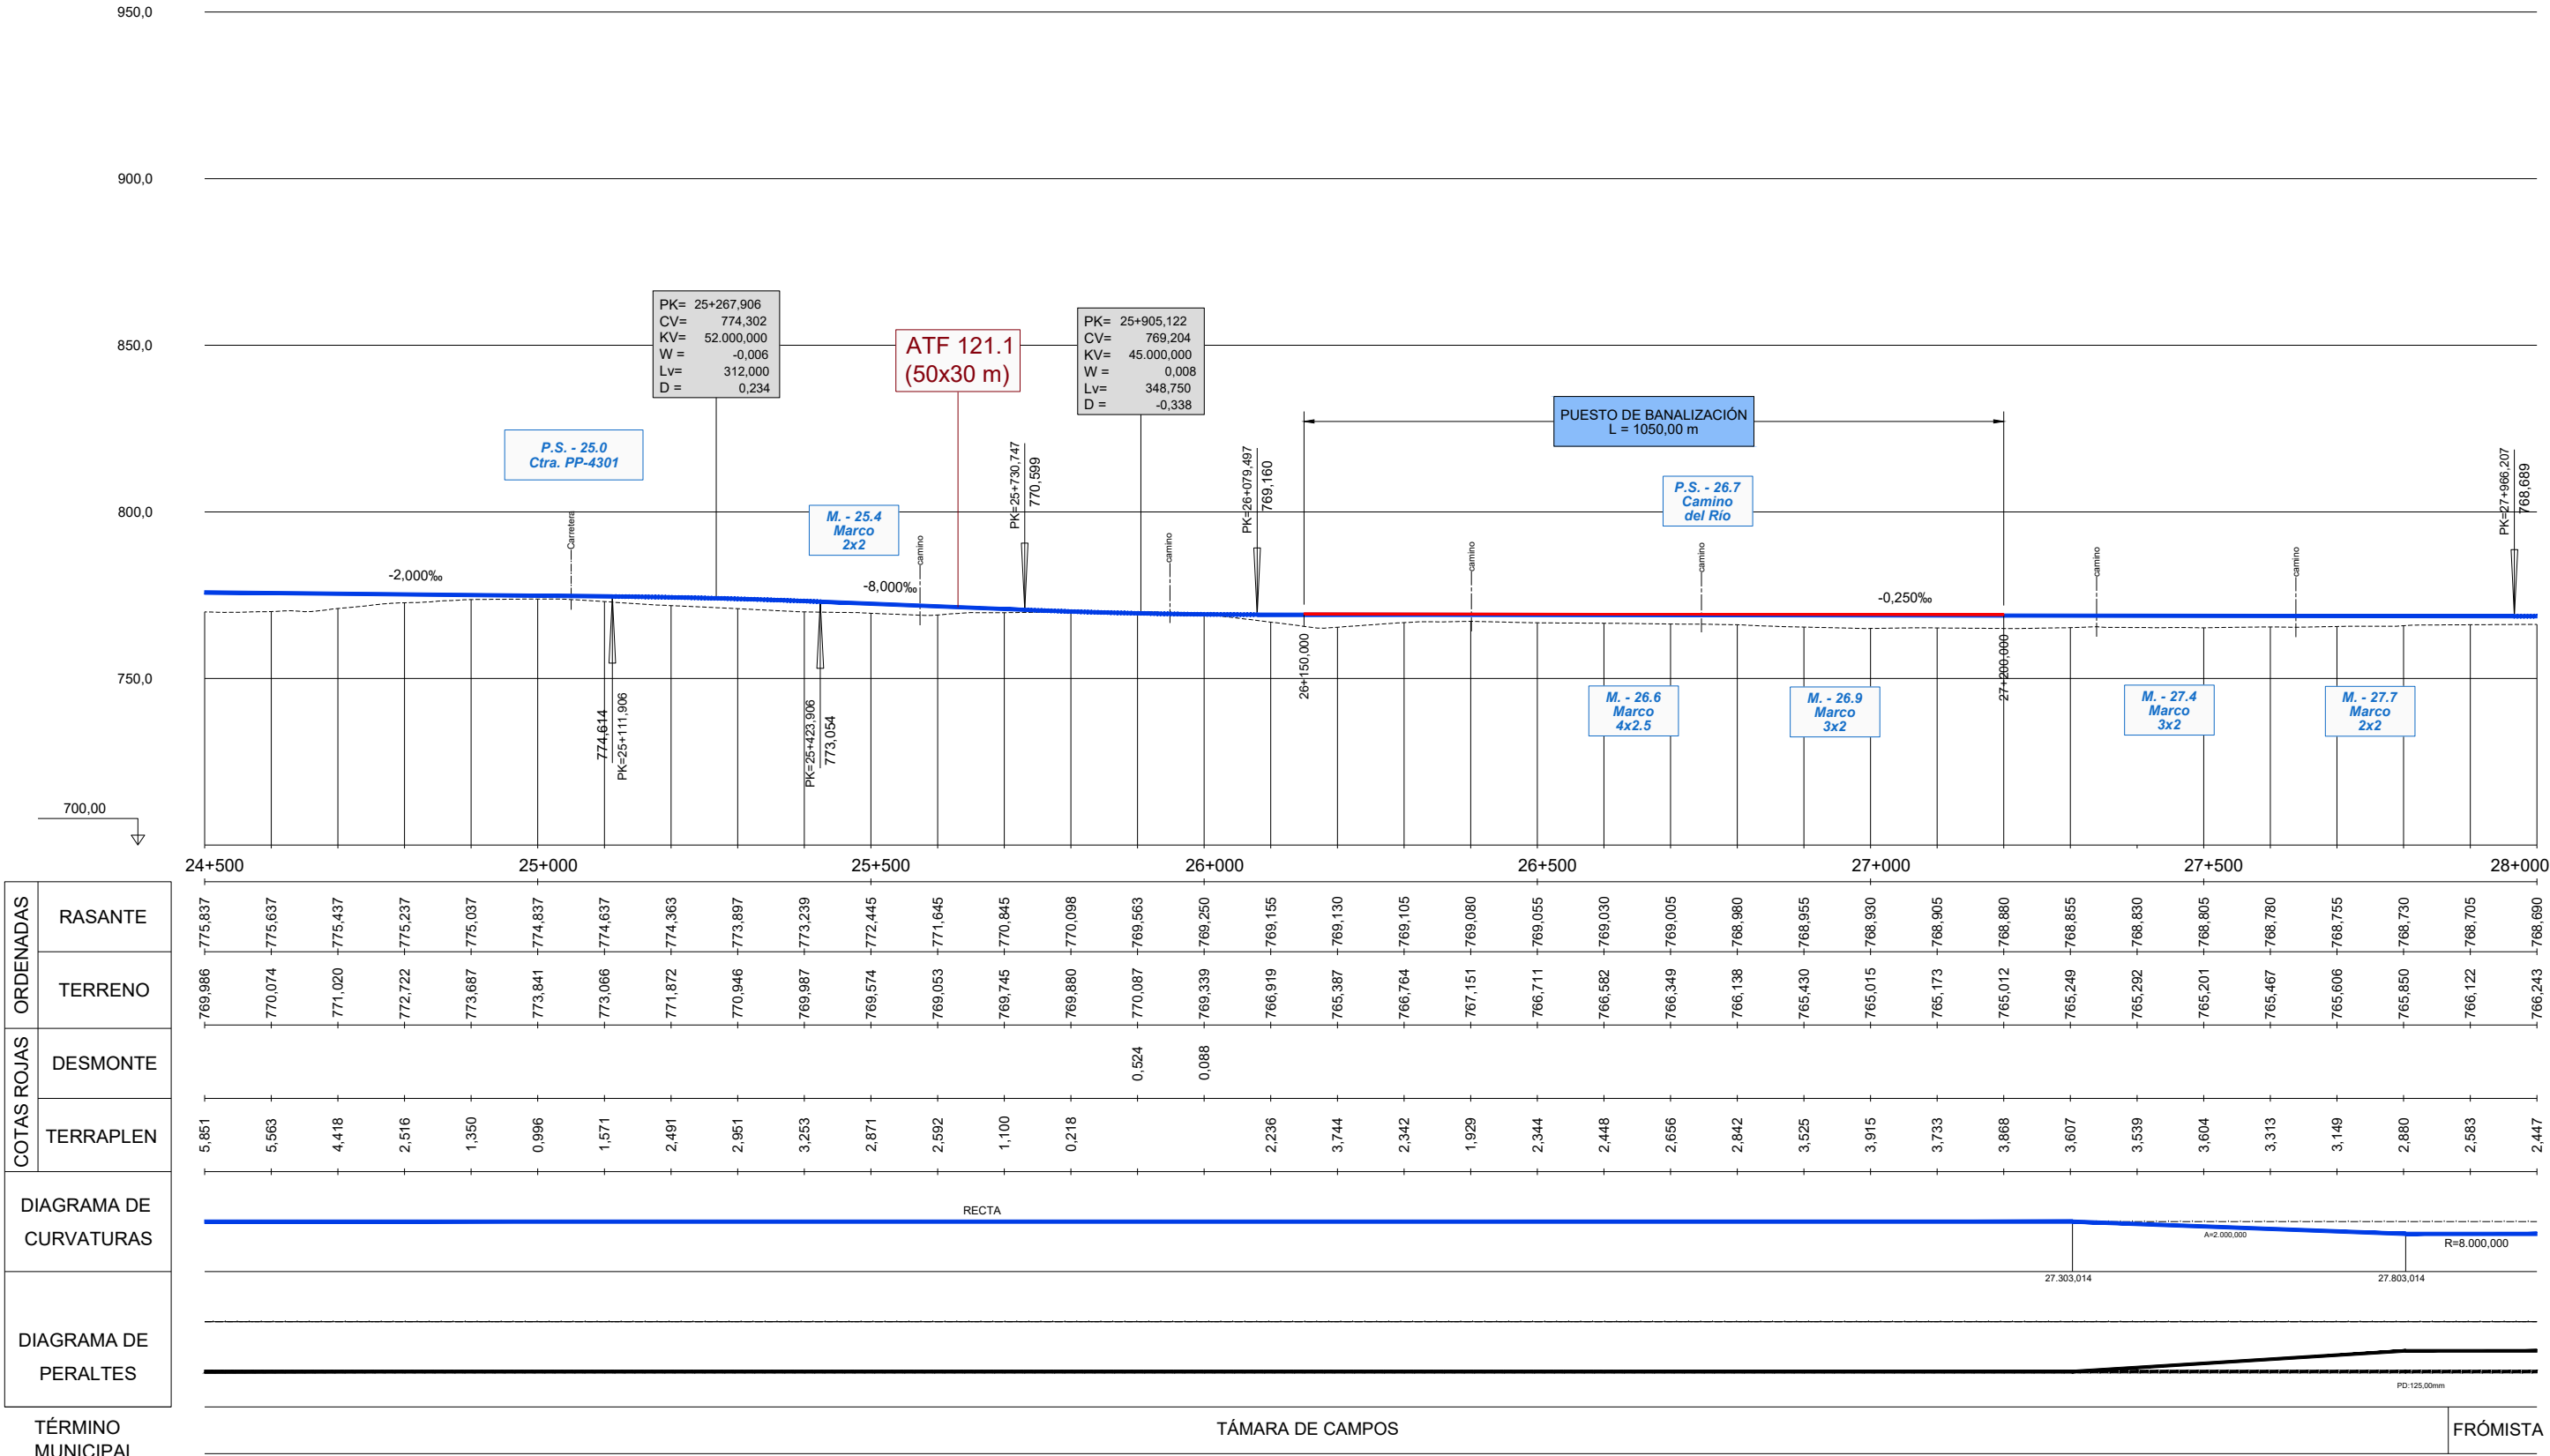 950,0
900,0
850,0
800,0
750,0
700,00
PK= 25+267,906
CV= 774,302
KV= 52.000,000
W = -0,006
Lv= 312,000
D = 0,234
ATF 121.1
(50x30 m)
PK= 25+905,122
CV= 769,204
KV= 45.000,000
W = 0,008
Lv= 348,750
D = -0,338
PUESTO DE BANALIZACIÓN
L = 1050,00 m
P.S. - 25.0
Ctra. PP-4301
M. - 25.4
Marco
2x2
P.S. - 26.7
Camino
del Río
Carretera
camino
camino
camino
camino
camino
camino
PK=25+730,747
770,599
PK=26+079,497
769,160
PK=27+966,207
768,689
-2,000‰
-8,000‰
-0,250‰
774,614
PK=25+111,906
PK=25+423,906
773,054
26+150,000
27+200,000
M. - 26.6
Marco
4x2.5
M. - 26.9
Marco
3x2
M. - 27.4
Marco
3x2
M. - 27.7
Marco
2x2
24+500 25+000 25+500 26+000 26+500 27+000 27+500 28+000
ORDENADAS
RASANTE
775,837 775,637 775,437 775,237 775,037 774,837 774,637 774,363 773,897 773,239 772,445 771,645 770,845 770,098 769,563 769,250 769,155 769,130 769,105 769,080 769,055 769,030 769,005 768,980 768,955 768,930 768,905 768,880 768,855 768,830 768,805 768,780 768,755 768,730 768,705 768,690
TERRENO
769,986 770,074 771,020 772,722 773,687 773,841 773,066 771,872 770,946 769,987 769,574 769,053 769,745 769,880 770,087 769,339 766,919 765,387 766,764 767,151 766,711 766,582 766,349 766,138 765,430 765,015 765,173 765,012 765,249 765,292 765,201 765,467 765,606 765,850 766,122 766,243
COTAS ROJAS
DESMONTE
0,524 0,088
TERRAPLEN
5,851 5,563 4,418 2,516 1,350 0,996 1,571 2,491 2,951 3,253 2,871 2,592 1,100 0,218 2,236 3,744 2,342 1,929 2,344 2,448 2,656 2,842 3,525 3,915 3,733 3,868 3,607 3,539 3,604 3,313 3,149 2,880 2,583 2,447
DIAGRAMA DE
CURVATURAS
RECTA
A=2.000,000
R=8.000,000
27.303,014
27.803,014
DIAGRAMA DE
PERALTES
PD:125,00mm
TÉRMINO
MUNICIPAL
TÁMARA DE CAMPOS
FRÓMISTA